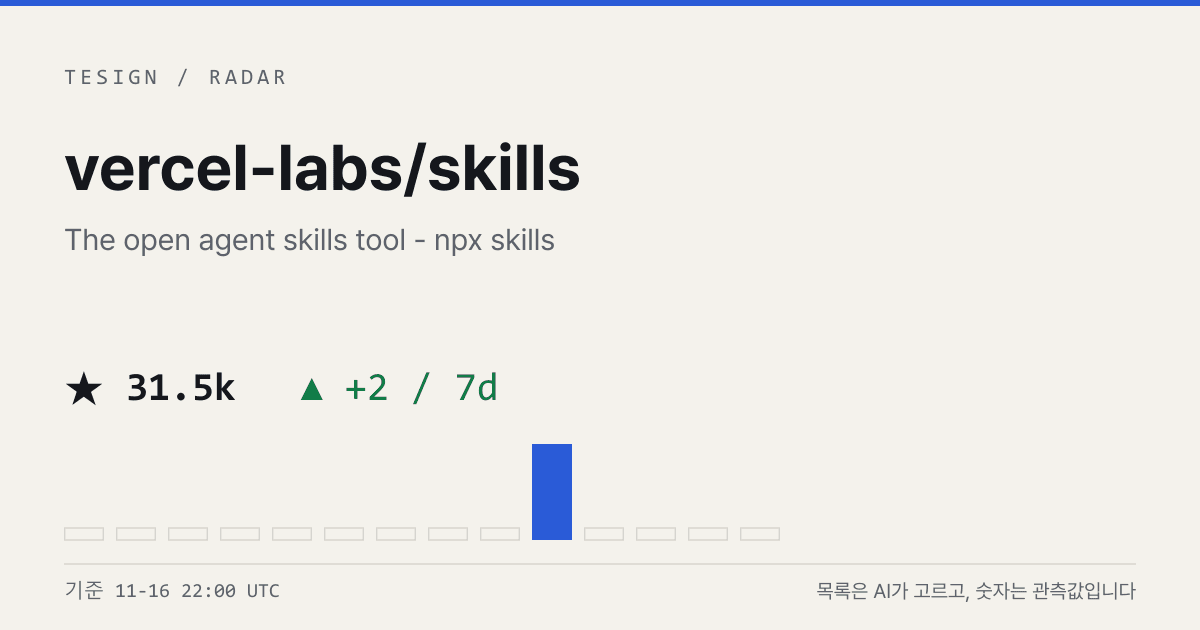 TESIGN / RADAR
vercel-labs/skills
The open agent skills tool - npx skills
★ 31.5k ▲ +2 / 7d
기준 11-16 22:00 UTC
목록은 AI가 고르고, 숫자는 관측값입니다